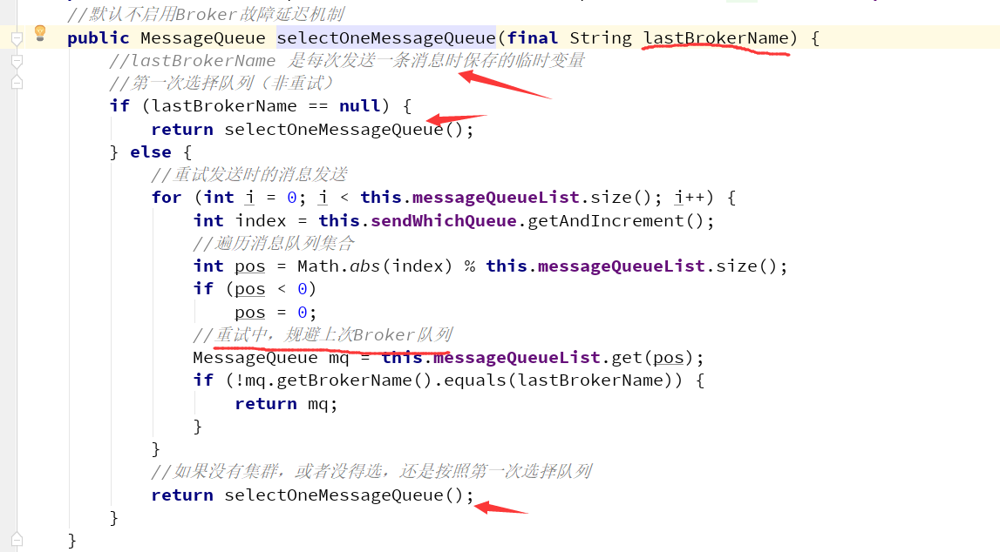 //默认不启用Broker故障延迟机制
public MessageQueue selectOneMessageQueue(final String lastBrokerName) {
//lastBrokerName 是每次发送一条消息时保存的临时变量
//第一次选择队列（非重试）
if (lastBrokerName == null) {
return selectOneMessageQueue();
} else {
//重试发送时的消息发送
for (int i = 0; i < this.messageQueueList.size(); i++) {
int index = this.sendWhichQueue.getAndIncrement();
//遍历消息队列集合
int pos = Math.abs(index) % this.messageQueueList.size();
if (pos < 0)
pos = 0;
//重试中，规避上次Broker队列
MessageQueue mq = this.messageQueueList.get(pos);
if (!mq.getBrokerName().equals(lastBrokerName)) {
return mq;
}
}
//如果没有集群，或者没得选，还是按照第一次选择队列
return selectOneMessageQueue();
}
}